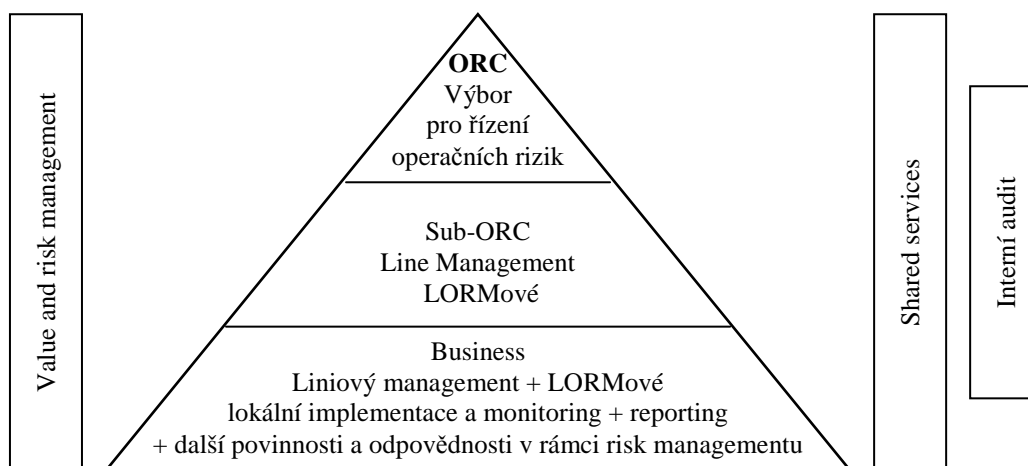 Value and risk management
ORC
Výbor
pro řízení
operačních rizik
Sub-ORC
Line Management
LORMové
Business
Liniový management + LORMové
lokální implementace a monitoring + reporting
+ další povinnosti a odpovědnosti v rámci risk managementu
Shared services
Interní audit